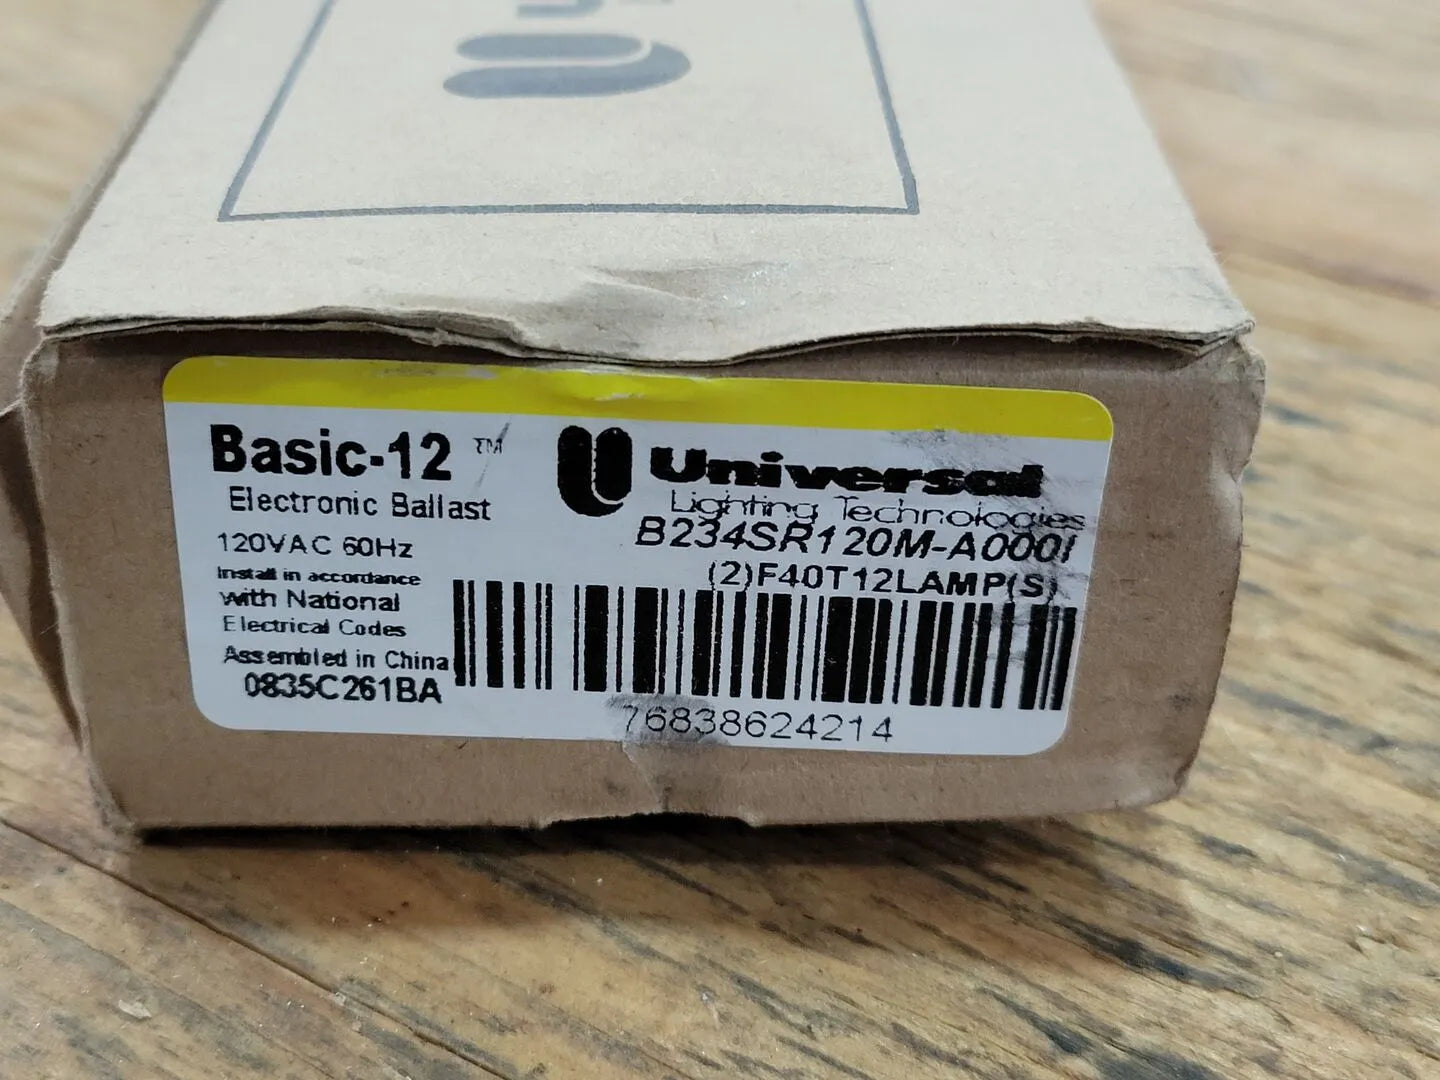 Basic-12 ™
Electronic Ballast
120VAC 60Hz
Install in accordance
with National
Electrical Codes
Assembled in China
0835C261BA
Universal
Lighting Technologies
B234SR120M-A000I
(2)F40T12LAMP(S)
76838624214